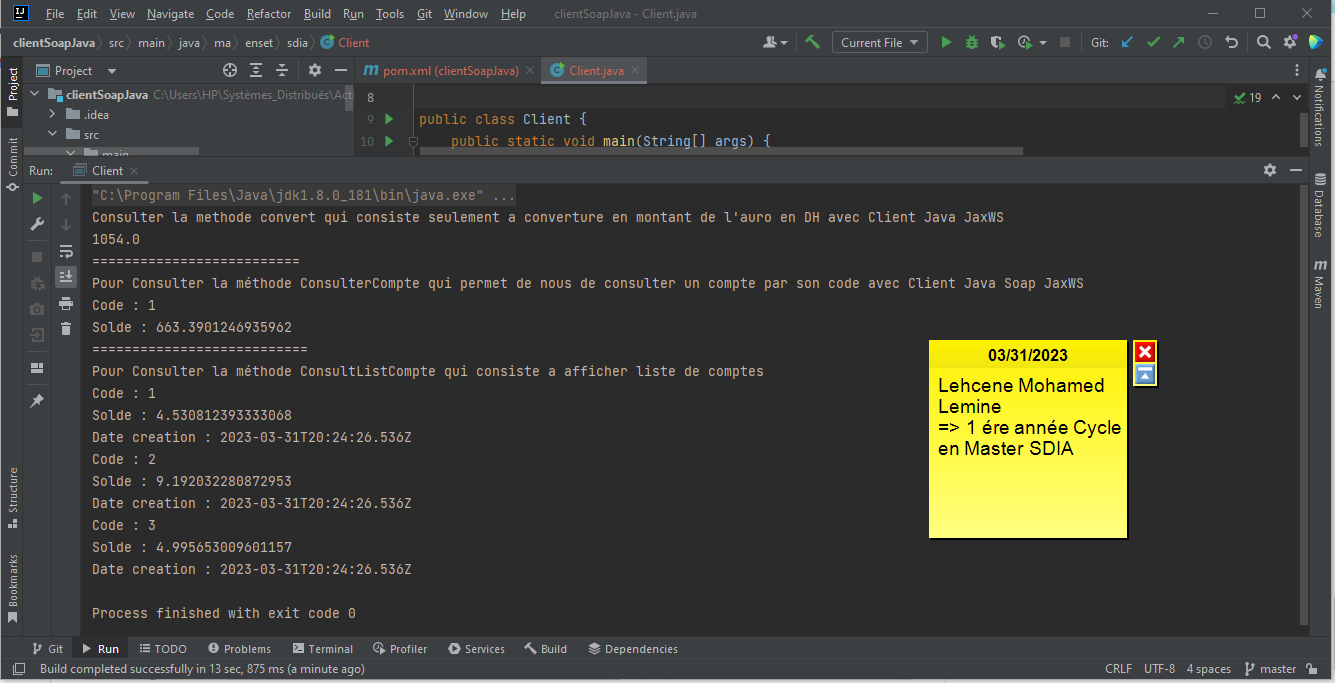 File Edit View Navigate Code Refactor Build Run Tools Git Window Help clientSoapJava - Client.java
clientSoapJava src main java ma enset sdia Client Current File Git:
Project
pom.xml (clientSoapJava) Client.java
clientSoapJava C:\Users\HP\Systèmes_Distribués\Acti
.idea
src
main
8
9 public class Client {
10 public static void main(String[] args) {
19
Run: Client
"C:\Program Files\Java\jdk1.8.0_181\bin\java.exe" ...
Consulter la methode convert qui consiste seulement a converture en montant de l'auro en DH avec Client Java JaxWS
1054.0
==========================
Pour Consulter la méthode ConsulterCompte qui permet de nous de consulter un compte par son code avec Client Java Soap JaxWS
Code : 1
Solde : 663.3901246935962
===========================
Pour Consulter la méthode ConsultListCompte qui consiste a afficher liste de comptes
Code : 1
Solde : 4.530812393333068
Date creation : 2023-03-31T20:24:26.536Z
Code : 2
Solde : 9.192032280872953
Date creation : 2023-03-31T20:24:26.536Z
Code : 3
Solde : 4.995653009601157
Date creation : 2023-03-31T20:24:26.536Z
Process finished with exit code 0
03/31/2023
Lehcene Mohamed
Lemine
=> 1 ére année Cycle
en Master SDIA
Project
Commit
Structure
Bookmarks
Notifications
Database
Maven
Git Run TODO Problems Terminal Profiler Services Build Dependencies
Build completed successfully in 13 sec, 875 ms (a minute ago) CRLF UTF-8 4 spaces master